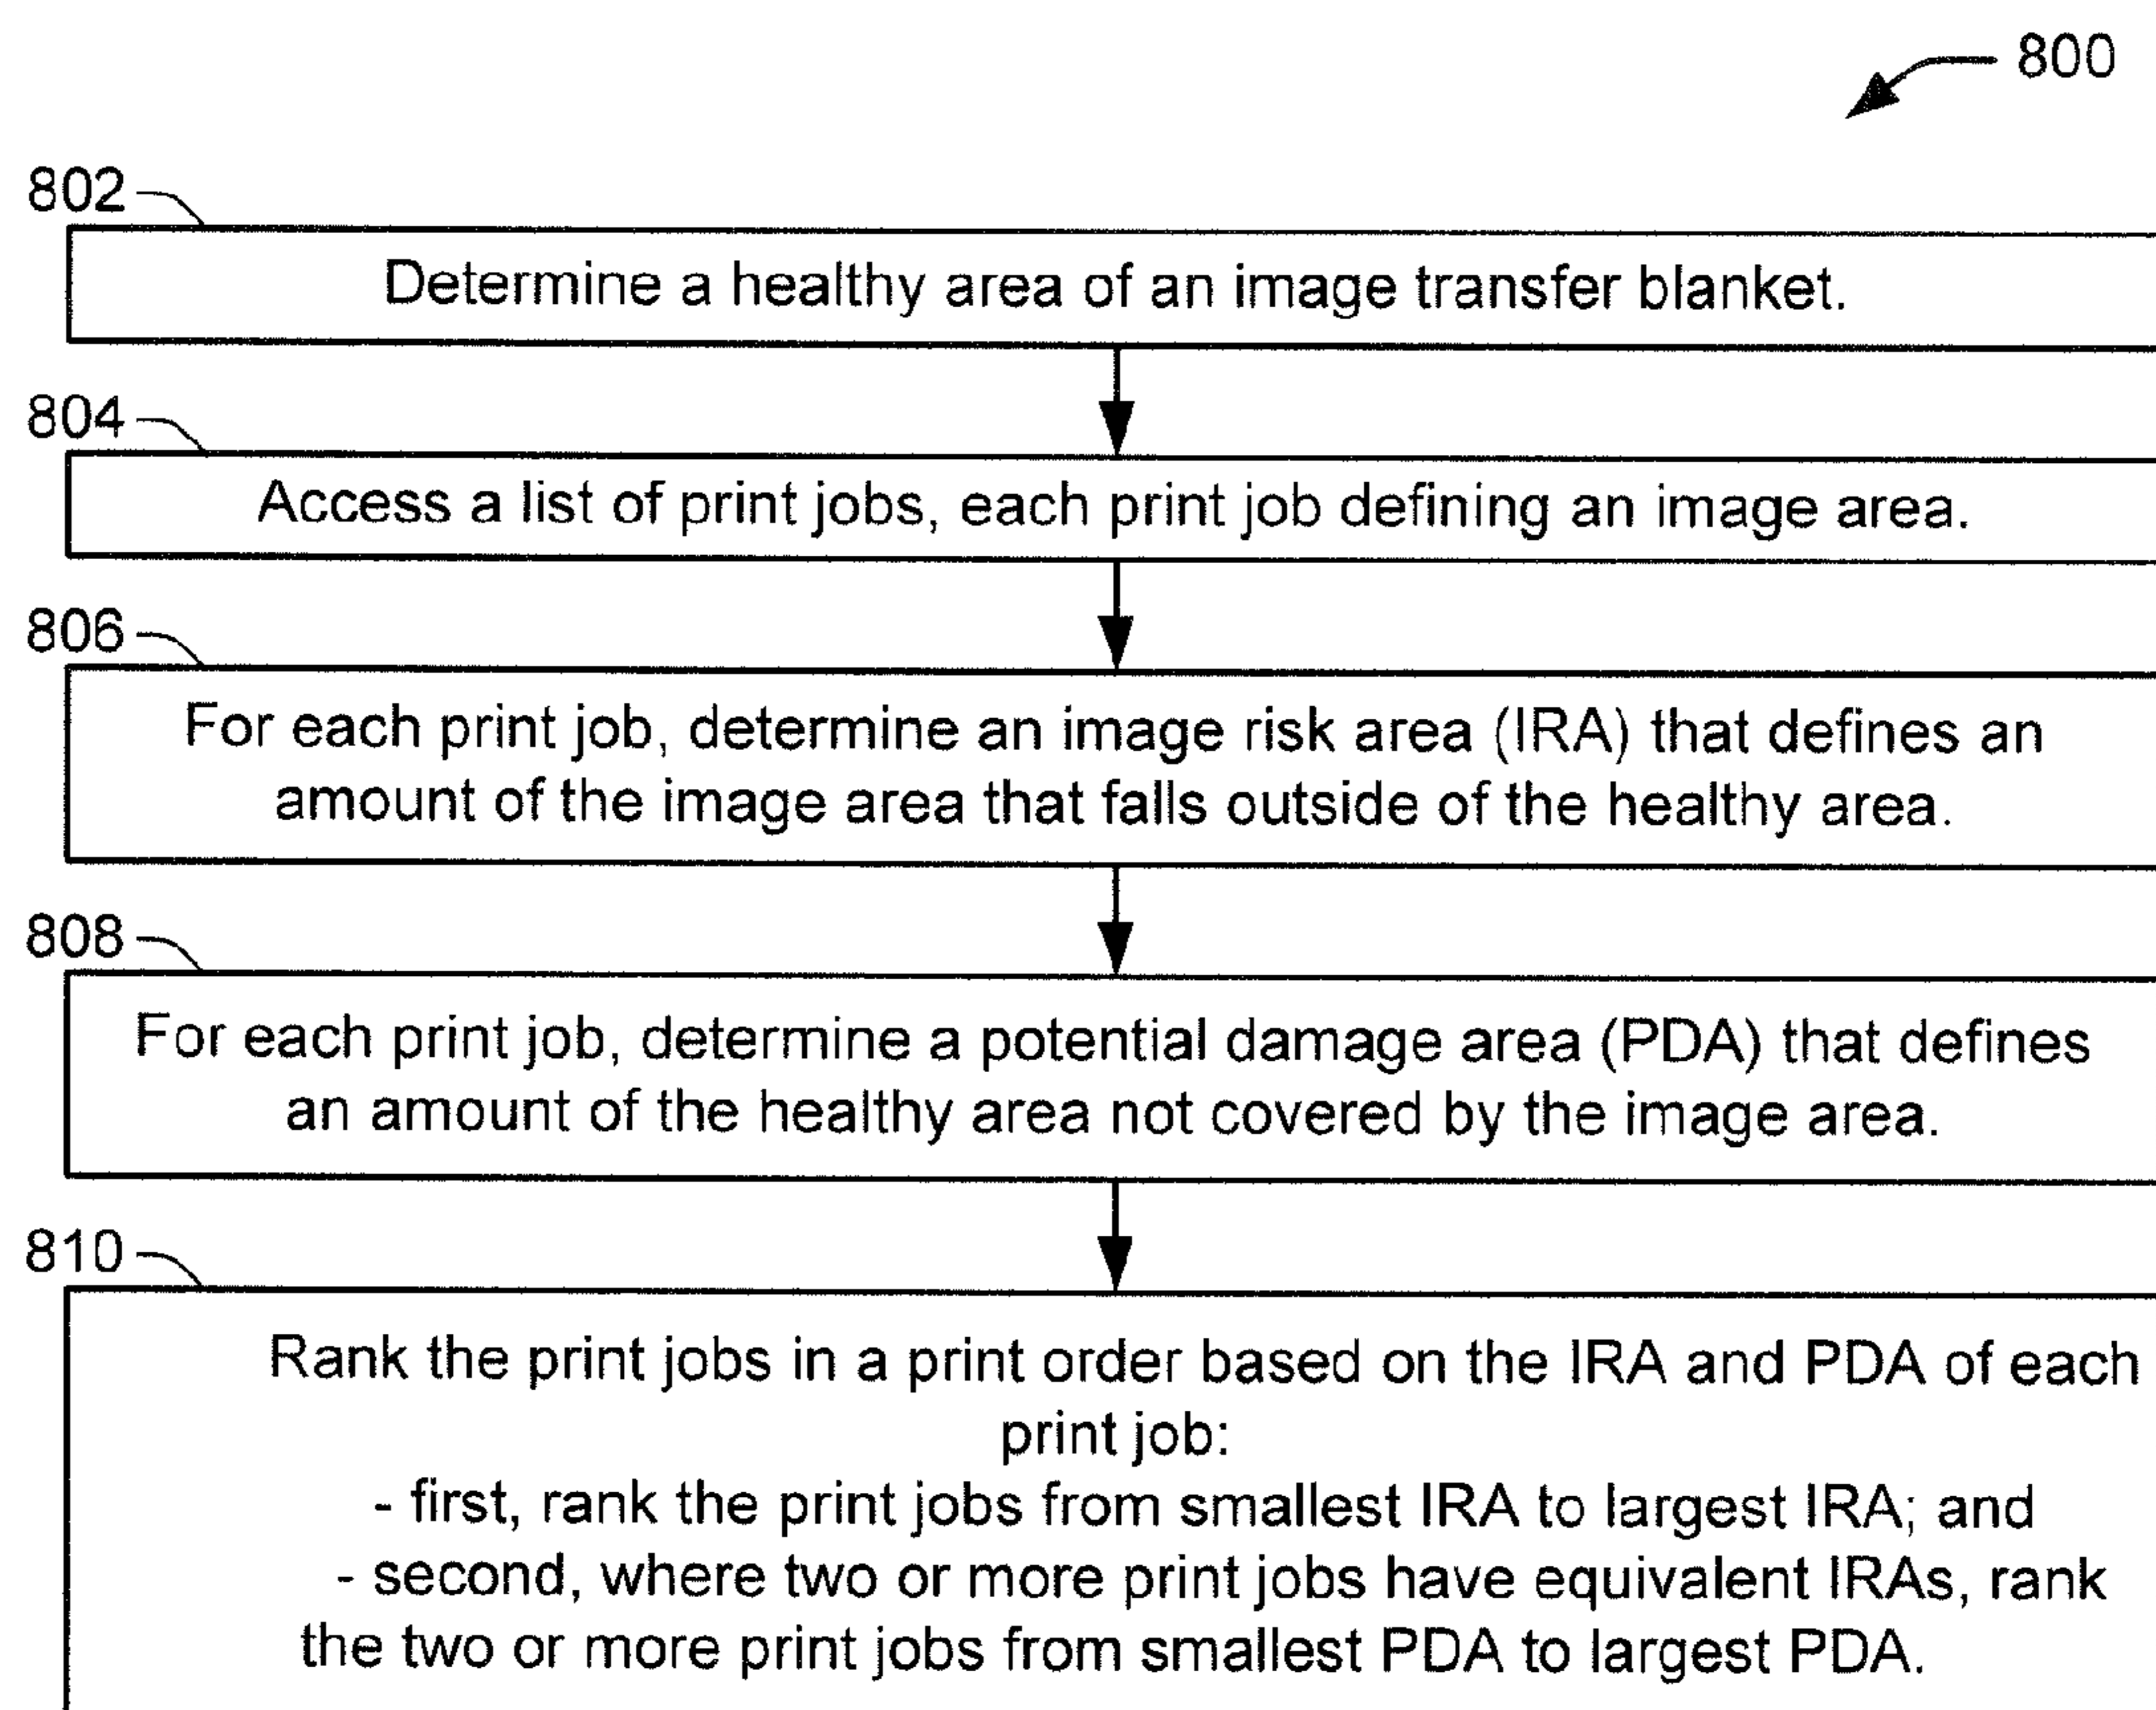 800
802
Determine a healthy area of an image transfer blanket.
804
Access a list of print jobs, each print job defining an image area.
806
For each print job, determine an image risk area (IRA) that defines an
amount of the image area that falls outside of the healthy area.
808
For each print job, determine a potential damage area (PDA) that defines
an amount of the healthy area not covered by the image area.
810
Rank the print jobs in a print order based on the IRA and PDA of each
print job:
- first, rank the print jobs from smallest IRA to largest IRA; and
- second, where two or more print jobs have equivalent IRAs, rank
the two or more print jobs from smallest PDA to largest PDA.